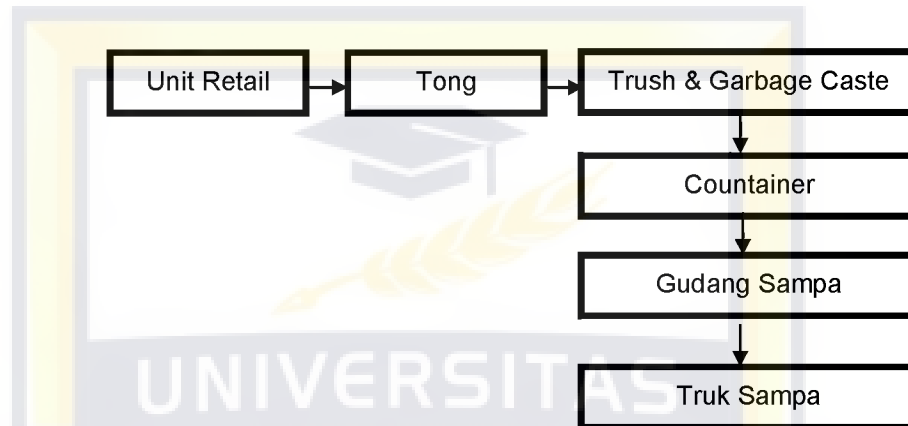 Unit Retail
Tong
Trush & Garbage Caste
Countainer
Gudang Sampa
Truk Sampa
UNIVERSITAS